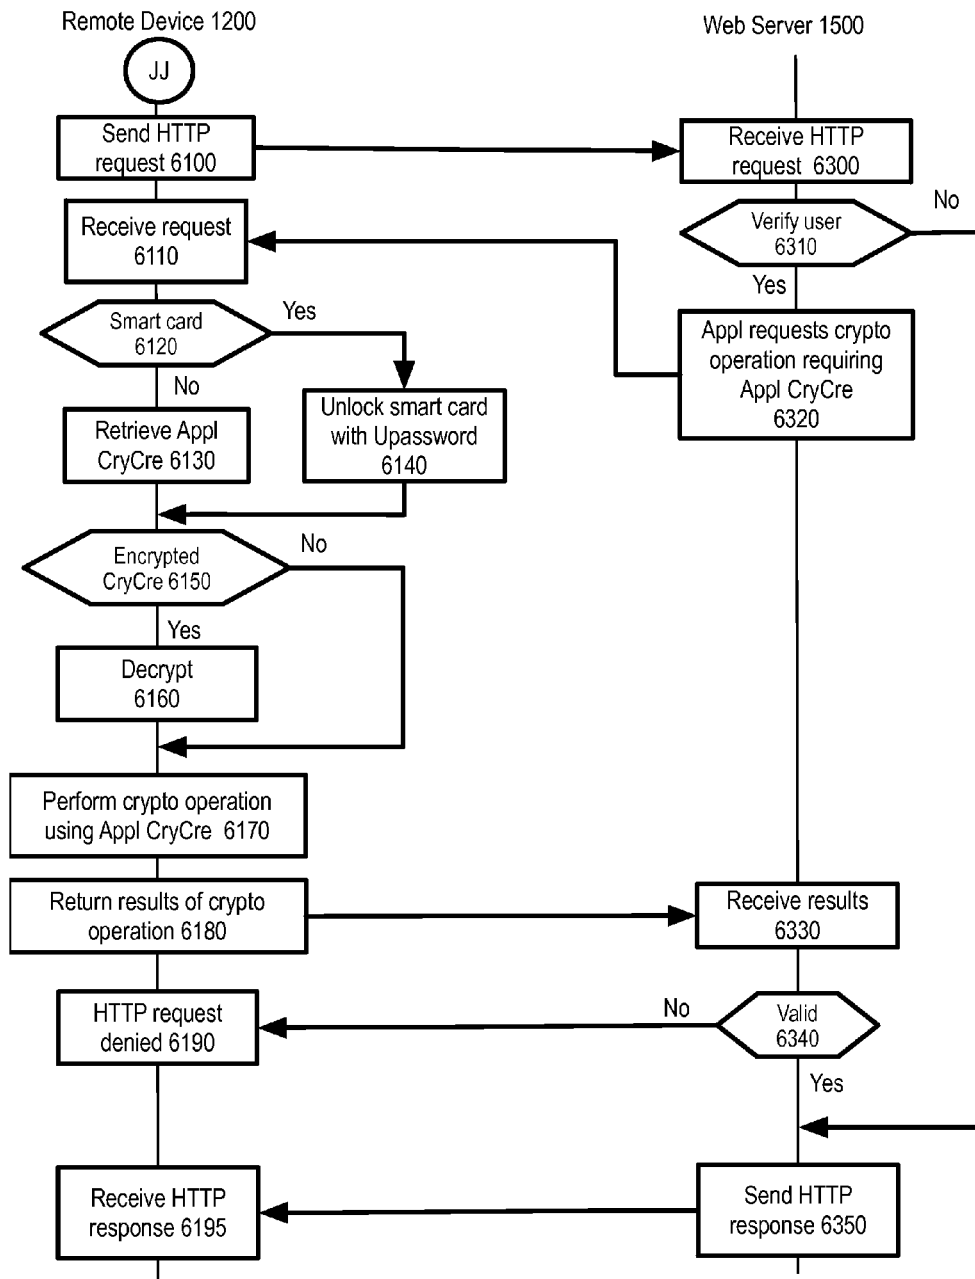 Remote Device 1200
Web Server 1500
JJ
Send HTTP
request 6100
Receive HTTP
request 6300
Receive request
6110
Verify user
6310
No
Yes
Smart card
6120
Yes
No
Appl requests crypto
operation requiring
Appl CryCre
6320
Retrieve Appl
CryCre 6130
Unlock smart card
with Upassword
6140
Encrypted
CryCre 6150
No
Yes
Decrypt
6160
Perform crypto operation
using Appl CryCre 6170
Return results of crypto
operation 6180
Receive results
6330
HTTP request
denied 6190
No
Valid
6340
Yes
Receive HTTP
response 6195
Send HTTP
response 6350